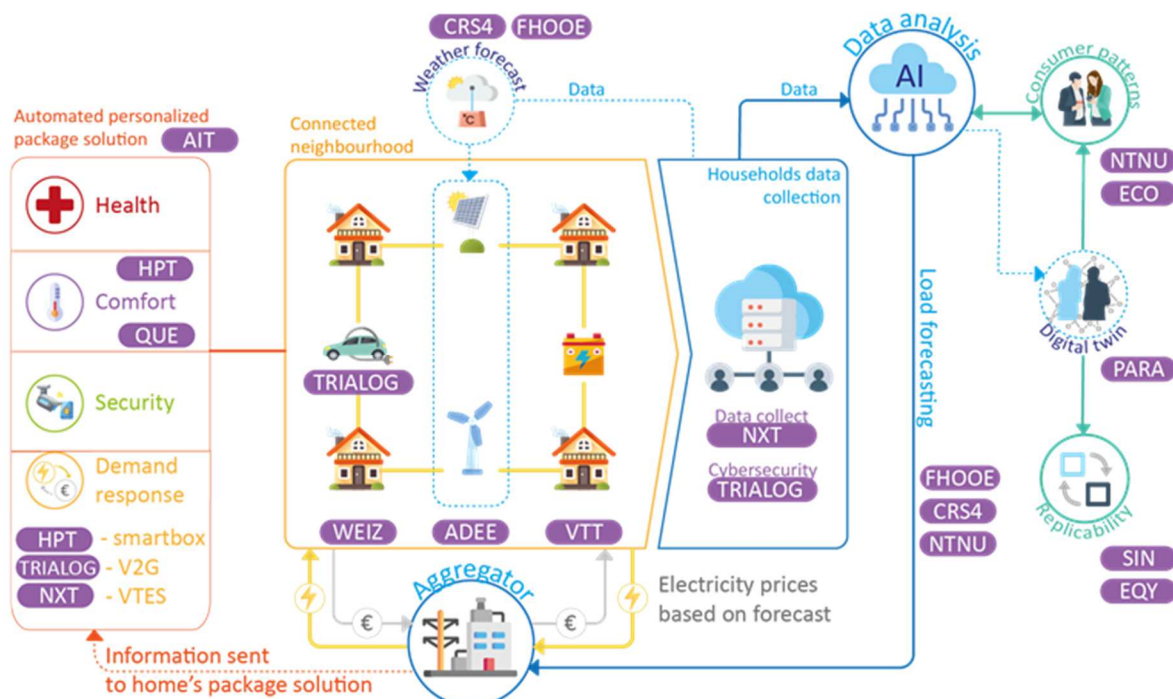 CRS4
FHOOE
Weather forecast
°C
Data
Data
Data analysis
AI
Consumer patterns
NTNU
ECO
Automated personalized
package solution
AIT
Connected
neighbourhood
Households data
collection
Health
HPT
Comfort
QUE
Security
Demand
response
€
HPT
- smartbox
TRIALOG
- V2G
NXT
- VTES
TRIALOG
WEIZ
ADEE
VTT
Data collect
NXT
Cybersecurity
TRIALOG
Load forecasting
Digital twin
PARA
FHOOE
CRS4
NTNU
Replicability
SIN
EQY
Aggregator
€
€
Electricity prices
based on forecast
Information sent
to home's package solution